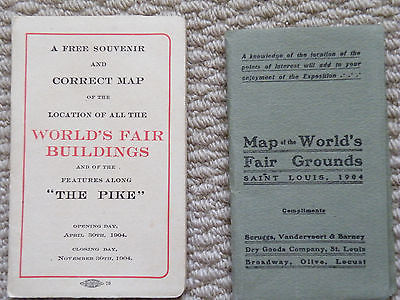 A FREE SOUVENIR
AND
CORRECT MAP
OF THE
LOCATION OF ALL THE
WORLD'S FAIR
BUILDINGS
AND OF THE
FEATURES ALONG
"THE PIKE"
OPENING DAY,
APRIL 30TH, 1904.
CLOSING DAY,
NOVEMBER 30TH, 1904.
A knowledge of the location of the
points of interest will add to your
enjoyment of the Exposition
Map of the World's
Fair Grounds
SAINT LOUIS, 1904
Compliments
Scruggs, Vandervoort & Barney
Dry Goods Company, St. Louis
Broadway, Olive, Locust